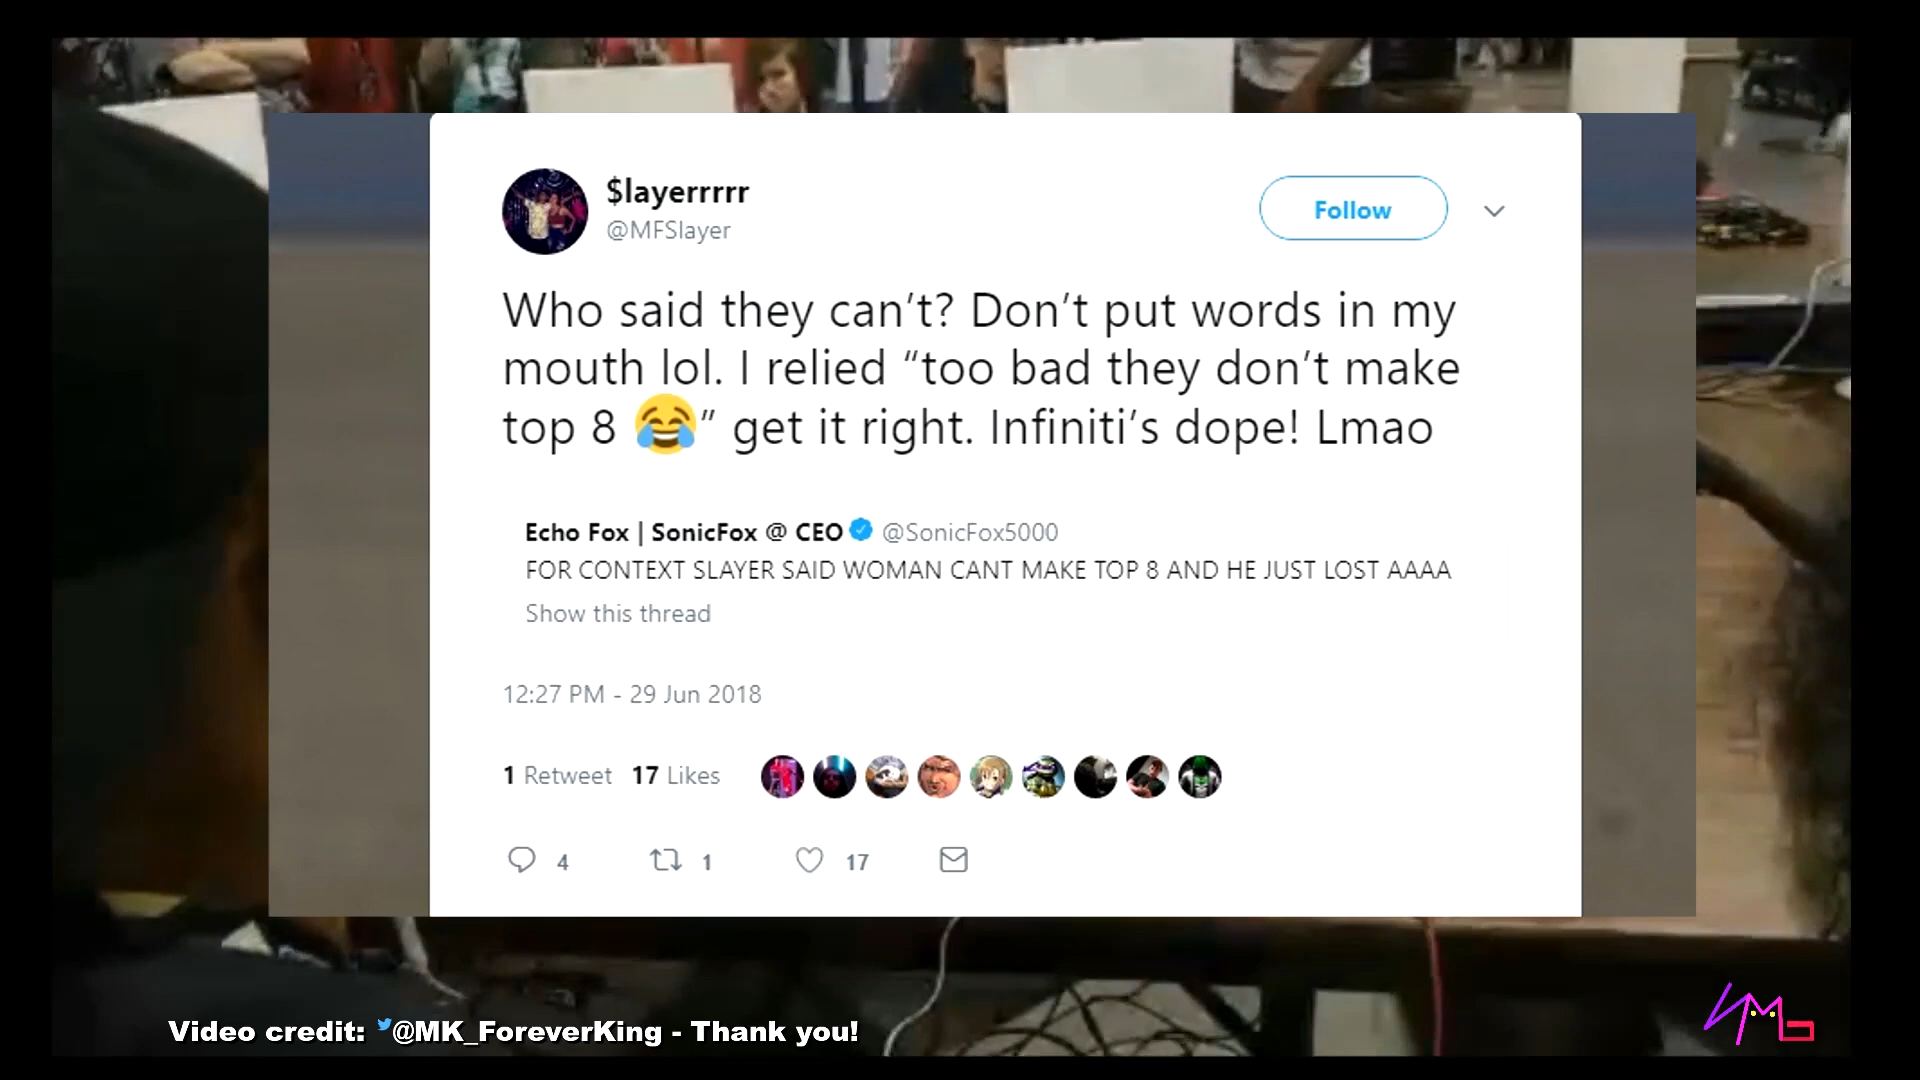 $layerrrrr
@MFSlayer
Follow
Who said they can’t? Don’t put words in my
mouth lol. I relied “too bad they don’t make
top 8 😂” get it right. Infiniti’s dope! Lmao
Echo Fox | SonicFox @ CEO @SonicFox5000
FOR CONTEXT SLAYER SAID WOMAN CANT MAKE TOP 8 AND HE JUST LOST AAAA
Show this thread
12:27 PM - 29 Jun 2018
1 Retweet 17 Likes
4 1 17
Video credit: @MK_ForeverKing - Thank you!